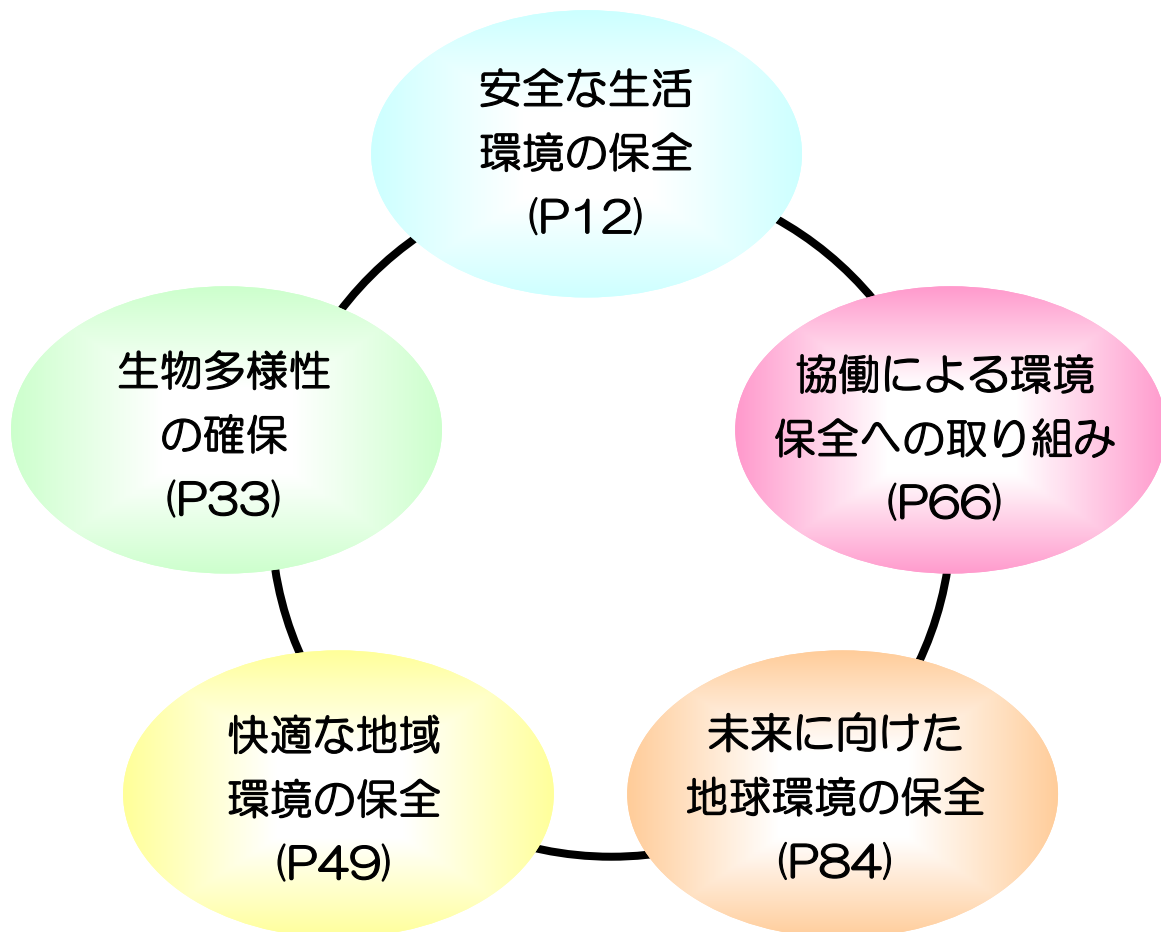 安全な生活
環境の保全
(P12)
生物多様性
の確保
(P33)
協働による環境
保全への取り組み
(P66)
快適な地域
環境の保全
(P49)
未来に向けた
地球環境の保全
(P84)